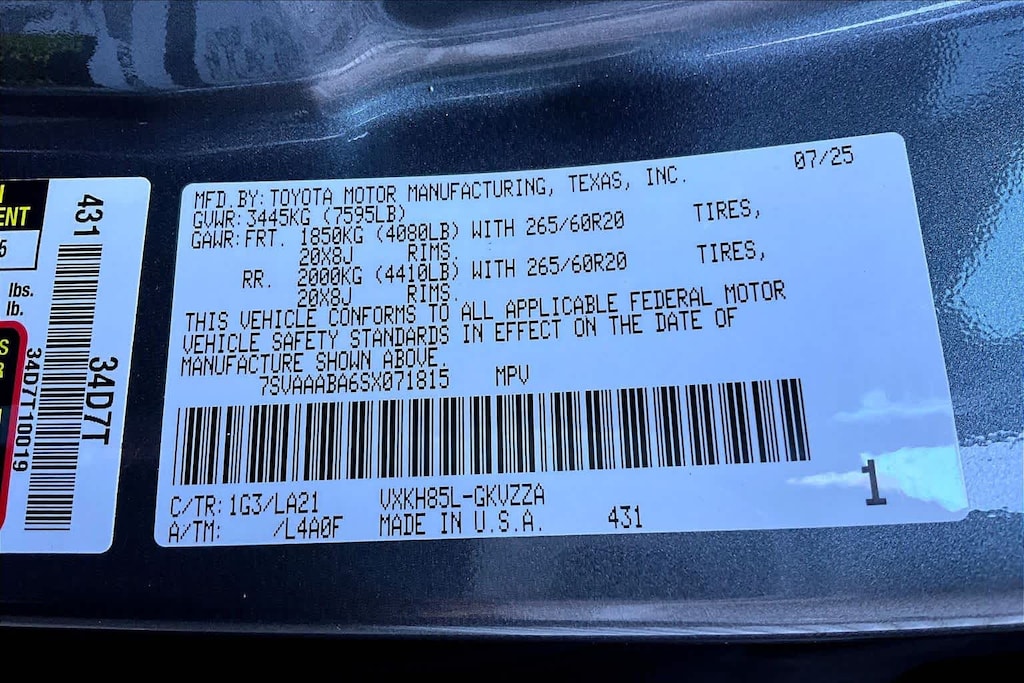 MFD.BY: TOYOTA MOTOR MANUFACTURING, TEXAS, INC. 07/25
GVWR: 3445KG (7595LB)
GAWR: FRT. 1850KG (4080LB) WITH 265/60R20 TIRES,
20X8J RIMS.
RR. 2000KG (4410LB) WITH 265/60R20 TIRES,
20X8J RIMS.
THIS VEHICLE CONFORMS TO ALL APPLICABLE FEDERAL MOTOR
VEHICLE SAFETY STANDARDS IN EFFECT ON THE DATE OF
MANUFACTURE SHOWN ABOVE.
7SVAAABA6SX071815 MPV
C/TR: 1G3/LA21 VXKH85L-GKVZZA
A/TM: /L4A0F MADE IN U.S.A. 431
1
431
34D7T
34D7T10019
lbs.
lb.